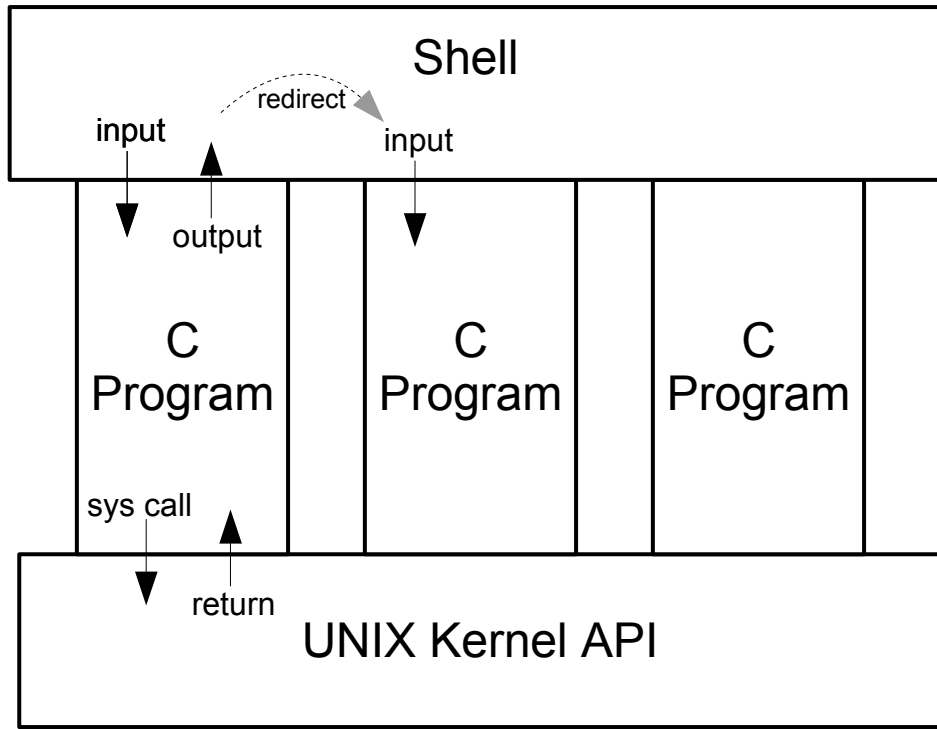 Shell
redirect
input
input
output
C
Program
C
Program
C
Program
sys call
return
UNIX Kernel API